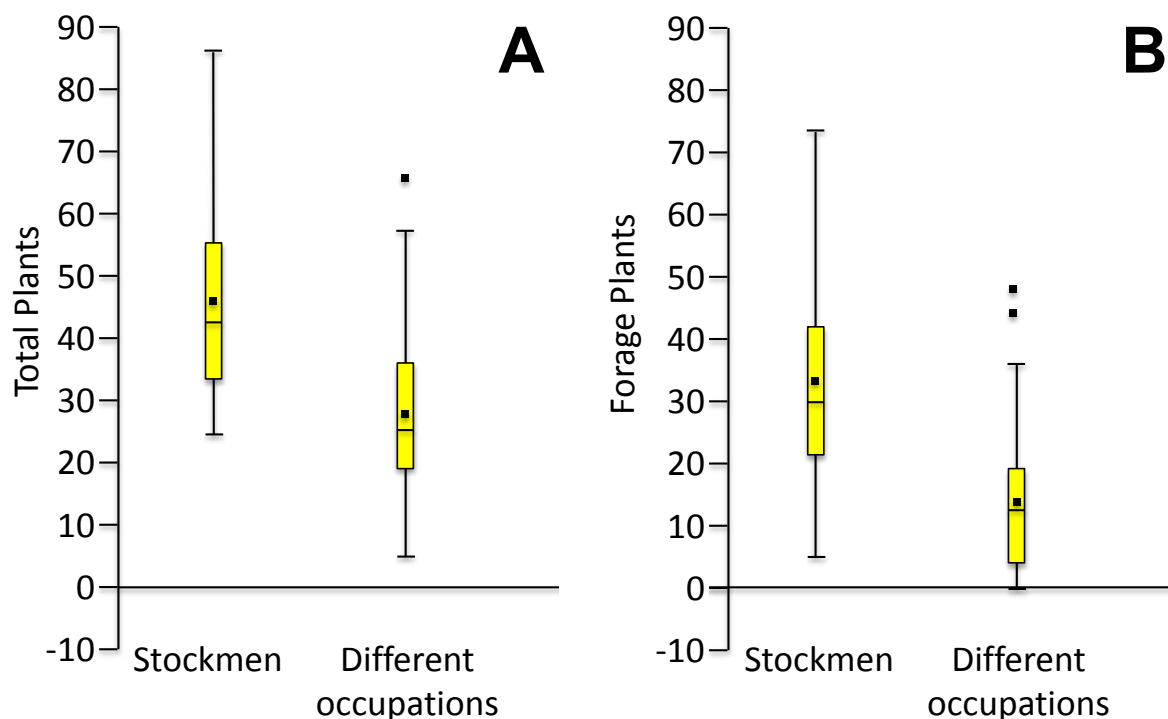 A
Total Plants
90
80
70
60
50
40
30
20
10
0
-10
Stockmen
Different
occupations
B
Forage Plants
90
80
70
60
50
40
30
20
10
0
-10
Stockmen
Different
occupations